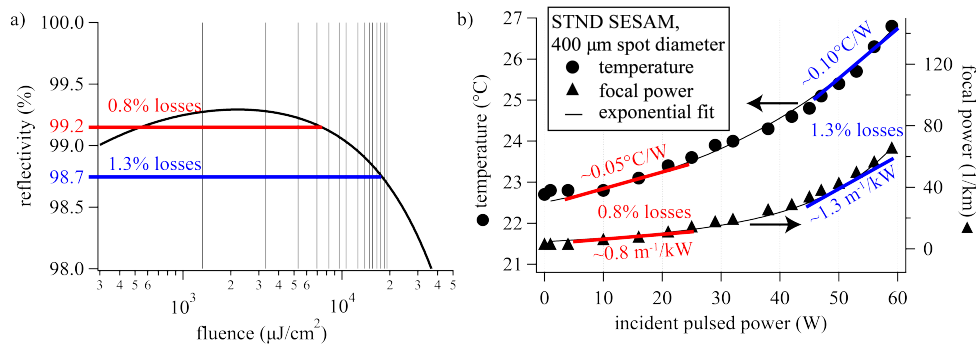 a)
100.0
99.5
99.2
99.0
98.7
98.5
98.0
reflectivity (%)
0.8% losses
1.3% losses
3 4 5 6 2 3 4 5 6 2 3 4 5
10³ 10⁴
fluence (μJ/cm²)
b)
27
26
25
24
23
22
21
temperature (°C)
STND SESAM,
400 μm spot diameter
temperature
focal power
exponential fit
~0.10°C/W
~0.05°C/W
1.3% losses
0.8% losses
~1.3 m⁻¹/kW
~0.8 m⁻¹/kW
120
80
40
0
focal power (1/km)
0 10 20 30 40 50 60
incident pulsed power (W)